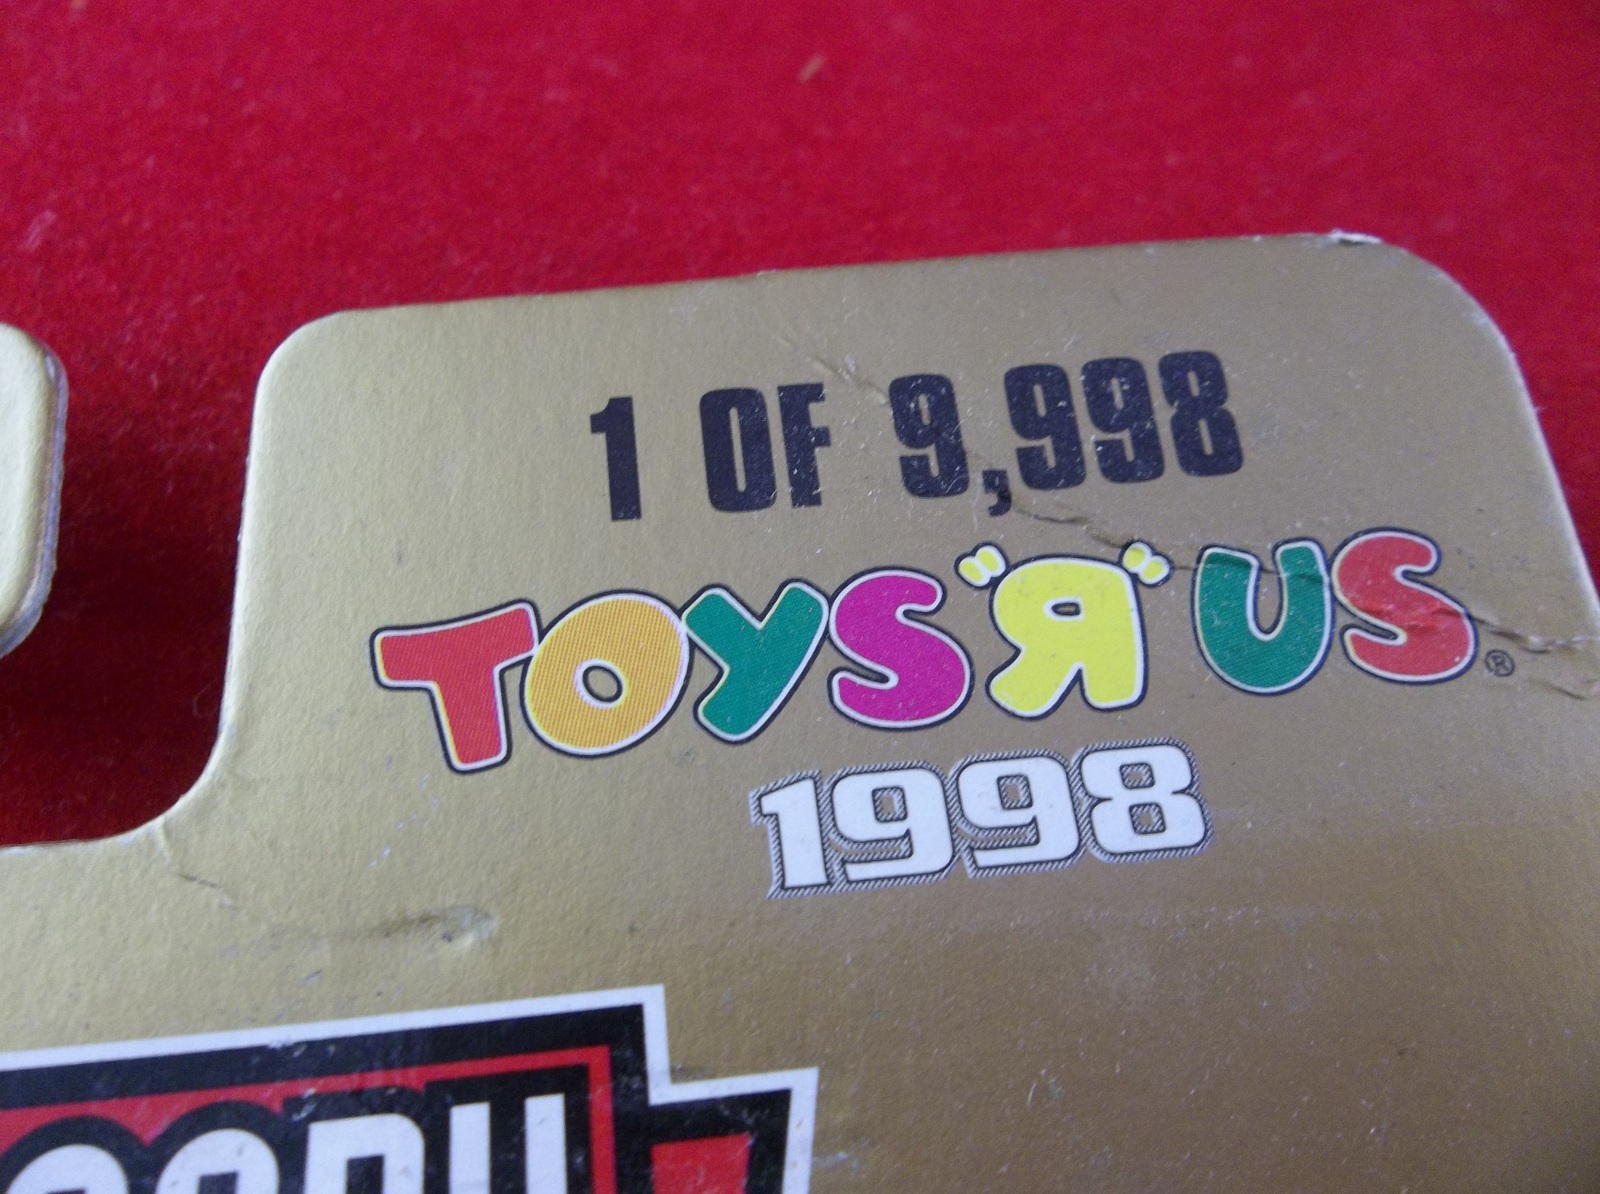 1 OF 9,998
TOYS "R" US®
1998